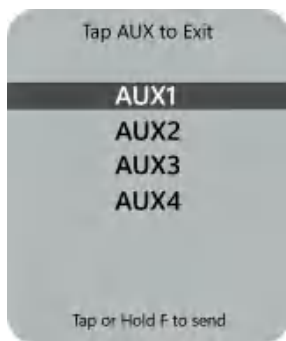 Tap AUX to Exit
AUX1
AUX2
AUX3
AUX4
Tap or Hold F to send